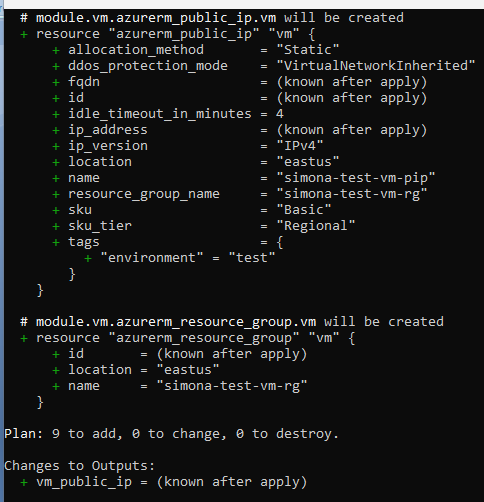 # module.vm.azurerm_public_ip.vm will be created
+ resource "azurerm_public_ip" "vm" {
+ allocation_method = "Static"
+ ddos_protection_mode = "VirtualNetworkInherited"
+ fqdn = (known after apply)
+ id = (known after apply)
+ idle_timeout_in_minutes = 4
+ ip_address = (known after apply)
+ ip_version = "IPv4"
+ location = "eastus"
+ name = "simona-test-vm-pip"
+ resource_group_name = "simona-test-vm-rg"
+ sku = "Basic"
+ sku_tier = "Regional"
+ tags = {
+ "environment" = "test"
}
}
# module.vm.azurerm_resource_group.vm will be created
+ resource "azurerm_resource_group" "vm" {
+ id = (known after apply)
+ location = "eastus"
+ name = "simona-test-vm-rg"
}
Plan: 9 to add, 0 to change, 0 to destroy.
Changes to Outputs:
+ vm_public_ip = (known after apply)